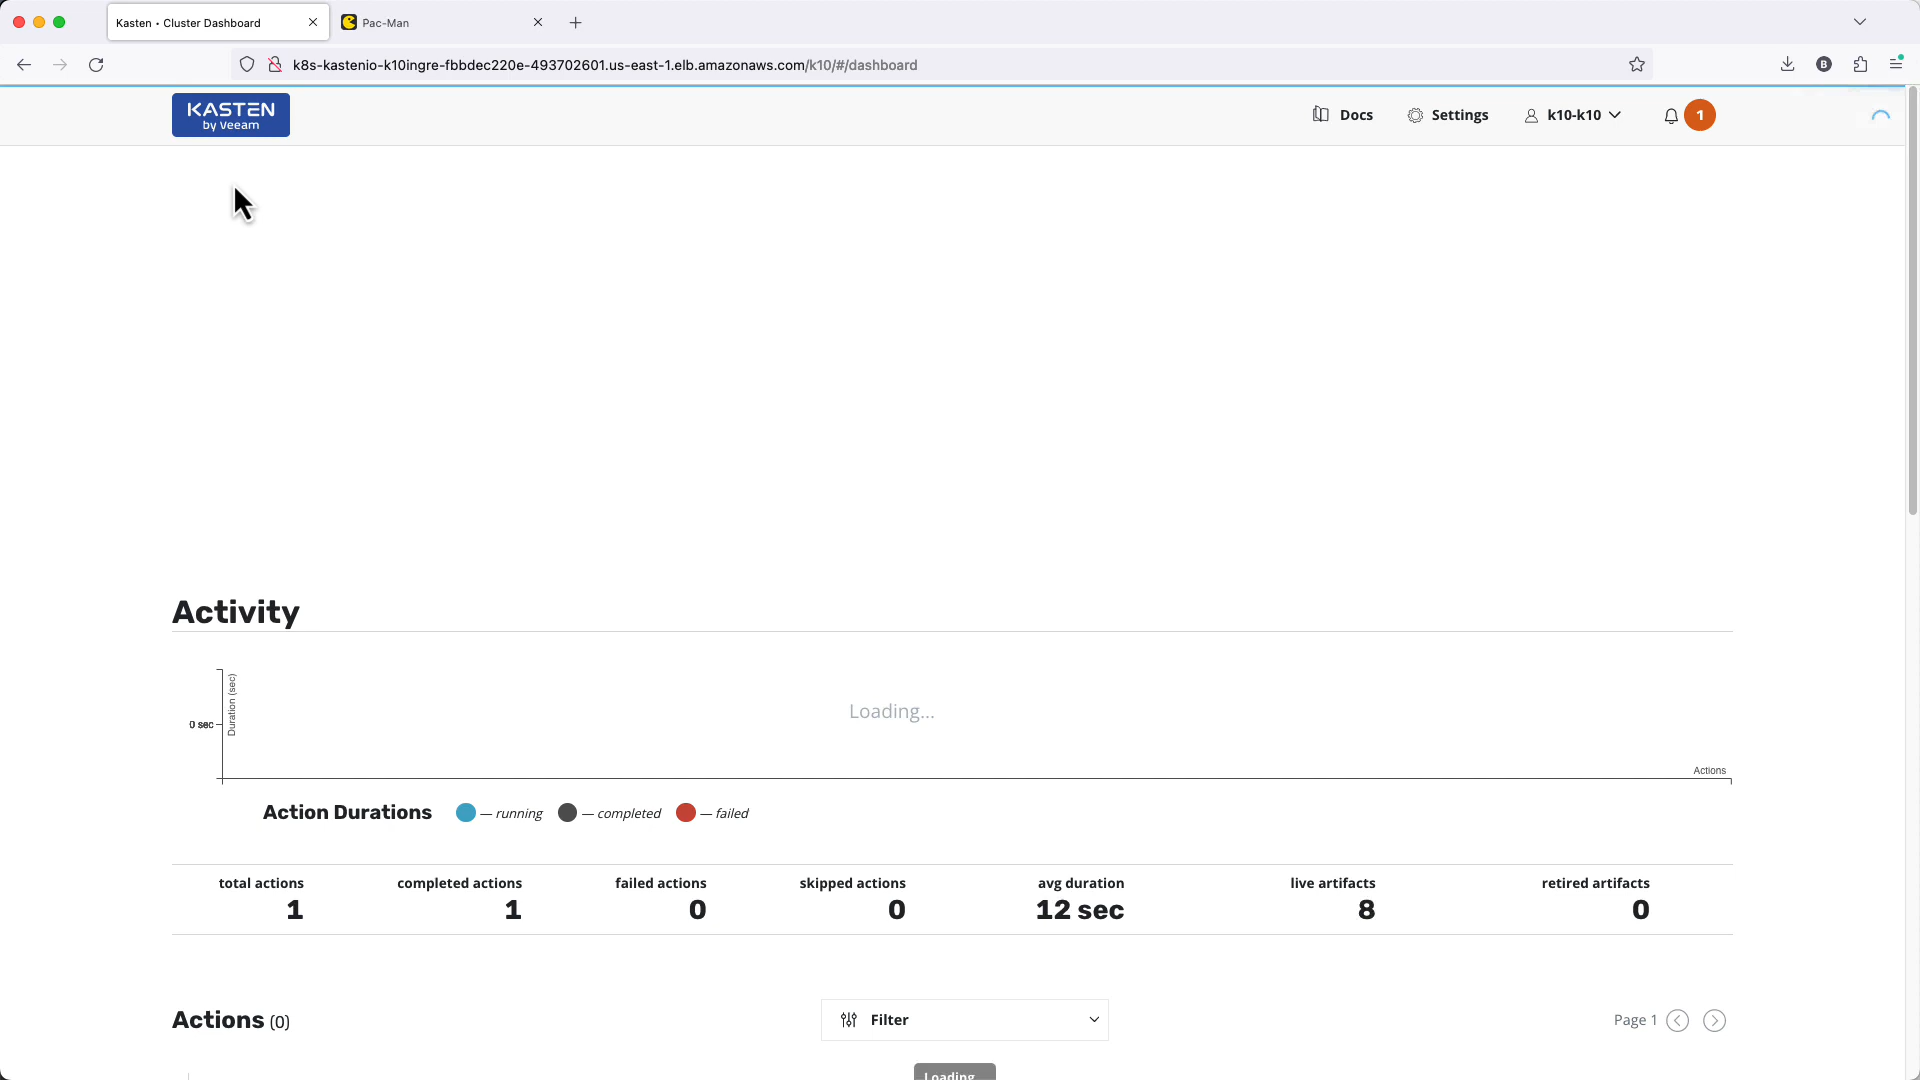 Kasten • Cluster Dashboard
Pac-Man
k8s-kastenio-k10ingre-fbbdec220e-493702601.us-east-1.elb.amazonaws.com/k10/#/dashboard
B
KASTEN
by Veeam
Docs
Settings
k10-k10
1
Activity
Duration (sec)
0 sec
Loading...
Actions
Action Durations
— running
— completed
— failed
total actions
completed actions
failed actions
skipped actions
avg duration
live artifacts
retired artifacts
1
1
0
0
12 sec
8
0
Actions (0)
Filter
Page 1
Loading